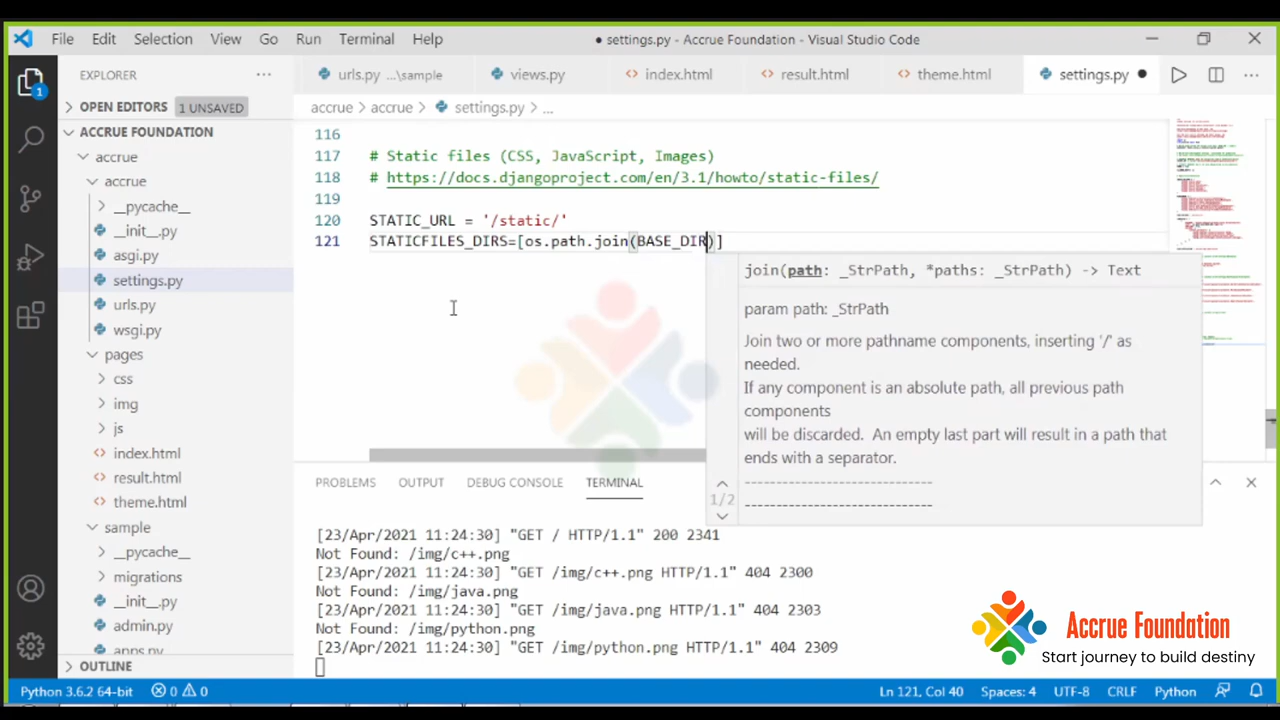 File Edit Selection View Go Run Terminal Help
● settings.py - Accrue Foundation - Visual Studio Code
EXPLORER
urls.py ...\sample
views.py
index.html
result.html
theme.html
settings.py
OPEN EDITORS 1 UNSAVED
accrue > accrue > settings.py > ...
ACCRUE FOUNDATION
accrue
accrue
__pycache__
__init__.py
asgi.py
settings.py
urls.py
wsgi.py
pages
css
img
js
index.html
result.html
theme.html
sample
__pycache__
migrations
__init__.py
admin.py
apps.py
OUTLINE
116
117 # Static files (CSS, JavaScript, Images)
118 # https://docs.djangoproject.com/en/3.1/howto/static-files/
119
120 STATIC_URL = '/static/'
121 STATICFILES_DIRS=[os.path.join(BASE_DIR)]
join(path: _StrPath, *paths: _StrPath) -> Text
param path: _StrPath
Join two or more pathname components, inserting '/' as
needed.
If any component is an absolute path, all previous path
components
will be discarded. An empty last part will result in a path that
ends with a separator.
1/2
PROBLEMS OUTPUT DEBUG CONSOLE TERMINAL
[23/Apr/2021 11:24:30] "GET / HTTP/1.1" 200 2341
Not Found: /img/c++.png
[23/Apr/2021 11:24:30] "GET /img/c++.png HTTP/1.1" 404 2300
Not Found: /img/java.png
[23/Apr/2021 11:24:30] "GET /img/java.png HTTP/1.1" 404 2303
Not Found: /img/python.png
[23/Apr/2021 11:24:30] "GET /img/python.png HTTP/1.1" 404 2309
Accrue Foundation
Start journey to build destiny
1
Python 3.6.2 64-bit 0 0 Ln 121, Col 40 Spaces: 4 UTF-8 CRLF Python